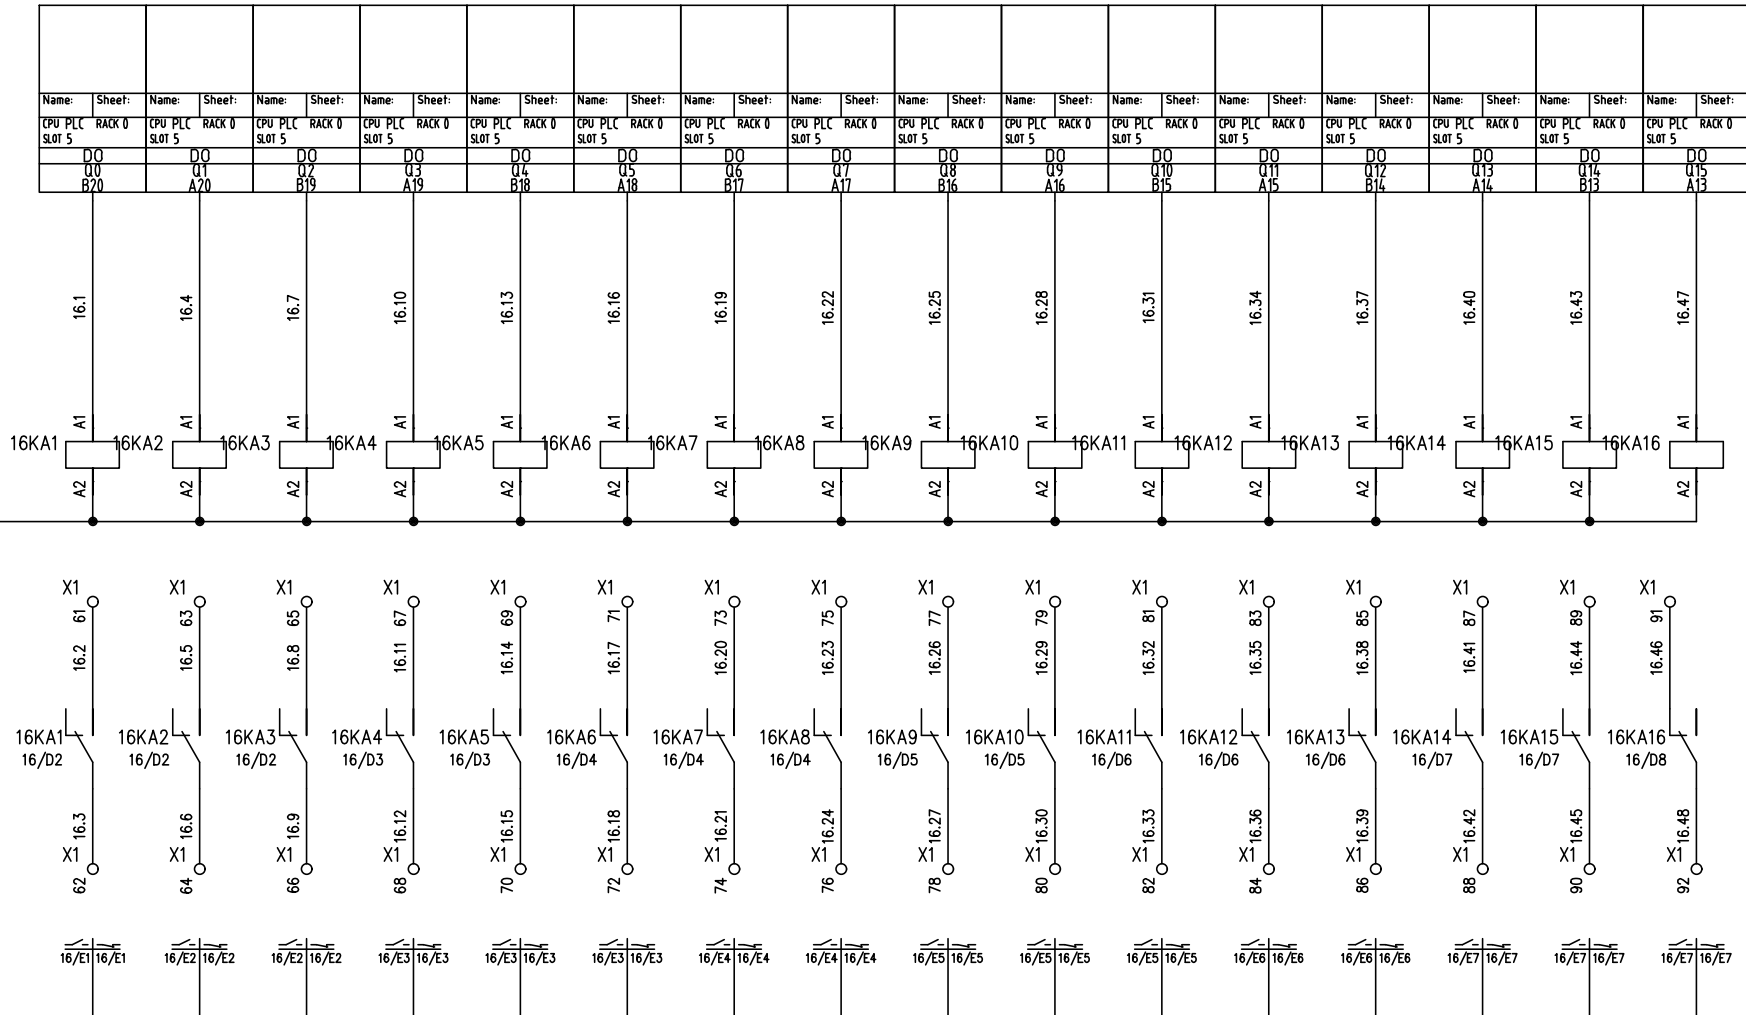 Name: Sheet: Name: Sheet: Name: Sheet: Name: Sheet: Name: Sheet: Name: Sheet: Name: Sheet: Name: Sheet: Name: Sheet: Name: Sheet: Name: Sheet: Name: Sheet: Name: Sheet: Name: Sheet: Name: Sheet: Name: Sheet:
CPU PLC RACK 0 CPU PLC RACK 0 CPU PLC RACK 0 CPU PLC RACK 0 CPU PLC RACK 0 CPU PLC RACK 0 CPU PLC RACK 0 CPU PLC RACK 0 CPU PLC RACK 0 CPU PLC RACK 0 CPU PLC RACK 0 CPU PLC RACK 0 CPU PLC RACK 0 CPU PLC RACK 0 CPU PLC RACK 0 CPU PLC RACK 0
SLOT 5 SLOT 5 SLOT 5 SLOT 5 SLOT 5 SLOT 5 SLOT 5 SLOT 5 SLOT 5 SLOT 5 SLOT 5 SLOT 5 SLOT 5 SLOT 5 SLOT 5 SLOT 5
DO DO DO DO DO DO DO DO DO DO DO DO DO DO DO DO
Q0 Q1 Q2 Q3 Q4 Q5 Q6 Q7 Q8 Q9 Q10 Q11 Q12 Q13 Q14 Q15
B20 A20 B19 A19 B18 A18 B17 A17 B16 A16 B15 A15 B14 A14 B13 A13
16.1 16.4 16.7 16.10 16.13 16.16 16.19 16.22 16.25 16.28 16.31 16.34 16.37 16.40 16.43 16.47
A1 A1 A1 A1 A1 A1 A1 A1 A1 A1 A1 A1 A1 A1 A1 A1
16KA1 16KA2 16KA3 16KA4 16KA5 16KA6 16KA7 16KA8 16KA9 16KA10 16KA11 16KA12 16KA13 16KA14 16KA15 16KA16
A2 A2 A2 A2 A2 A2 A2 A2 A2 A2 A2 A2 A2 A2 A2 A2
X1 X1 X1 X1 X1 X1 X1 X1 X1 X1 X1 X1 X1 X1 X1 X1
61 63 65 67 69 71 73 75 77 79 81 83 85 87 89 91
16.2 16.5 16.8 16.11 16.14 16.17 16.20 16.23 16.26 16.29 16.32 16.35 16.38 16.41 16.44 16.46
16KA1 16KA2 16KA3 16KA4 16KA5 16KA6 16KA7 16KA8 16KA9 16KA10 16KA11 16KA12 16KA13 16KA14 16KA15 16KA16
16/D2 16/D2 16/D2 16/D3 16/D3 16/D4 16/D4 16/D4 16/D5 16/D5 16/D6 16/D6 16/D6 16/D7 16/D7 16/D8
16.3 16.6 16.9 16.12 16.15 16.18 16.21 16.24 16.27 16.30 16.33 16.36 16.39 16.42 16.45 16.48
X1 X1 X1 X1 X1 X1 X1 X1 X1 X1 X1 X1 X1 X1 X1 X1
62 64 66 68 70 72 74 76 78 80 82 84 86 88 90 92
16/E1 16/E1 16/E2 16/E2 16/E2 16/E2 16/E3 16/E3 16/E3 16/E3 16/E3 16/E3 16/E4 16/E4 16/E4 16/E4 16/E5 16/E5 16/E5 16/E5 16/E5 16/E5 16/E6 16/E6 16/E6 16/E6 16/E7 16/E7 16/E7 16/E7 16/E7 16/E7